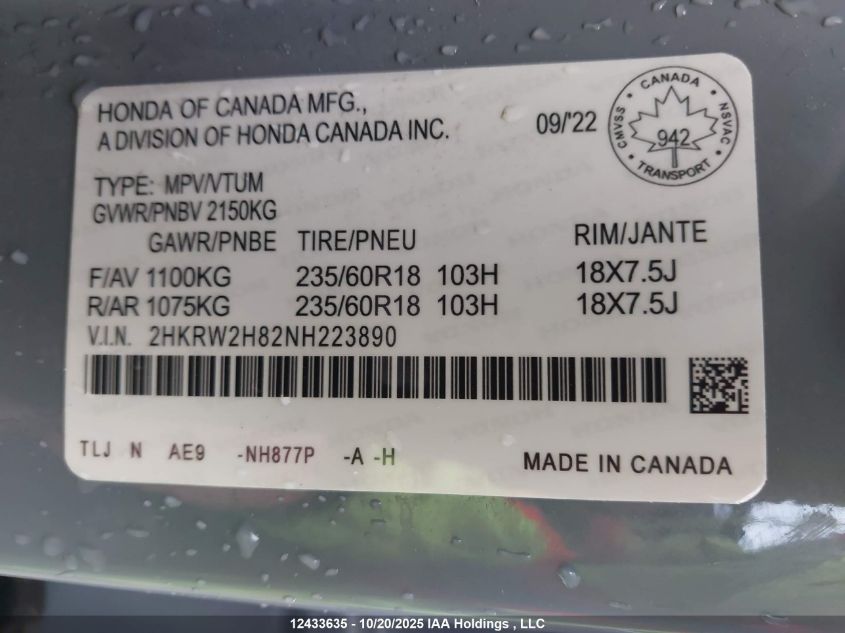 HONDA OF CANADA MFG.,
A DIVISION OF HONDA CANADA INC.
09/'22
CANADA
CMVSS
NSVAC
942
TRANSPORT
TYPE: MPV/VTUM
GVWR/PNBV 2150KG
GAWR/PNBE TIRE/PNEU RIM/JANTE
F/AV 1100KG 235/60R18 103H 18X7.5J
R/AR 1075KG 235/60R18 103H 18X7.5J
V.I.N. 2HKRW2H82NH223890
TLJ N AE9 -NH877P -A -H
MADE IN CANADA
12433635 - 10/20/2025 IAA Holdings , LLC